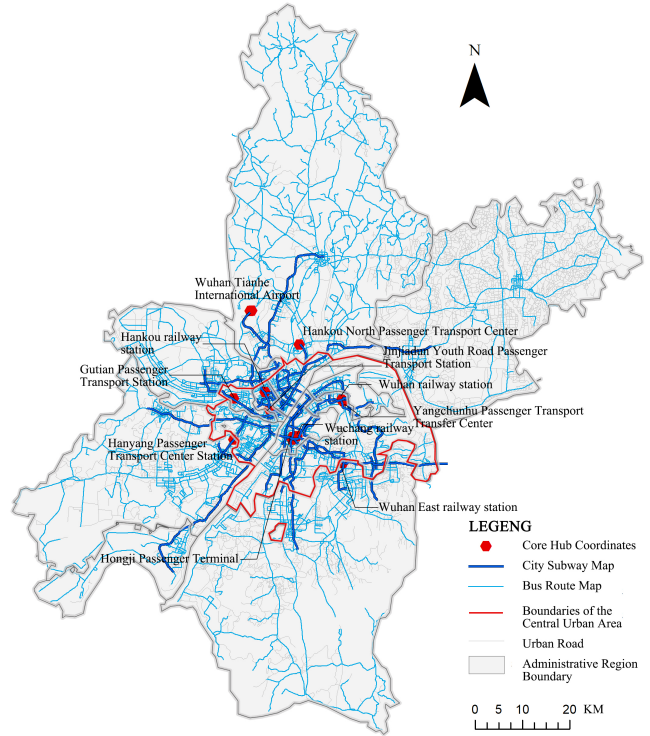 N
Wuhan Tianhe
International Airport
Hankou North Passenger Transport Center
Hankou railway
station
Jinjiadun Youth Road Passenger
Transport Station
Gutian Passenger
Transport Station
Wuhan railway station
Yangchunhu Passenger Transport
Transfer Center
Wuchang railway
station
Hanyang Passenger
Transport Center Station
Wuhan East railway station
Hongji Passenger Terminal
LEGENG
Core Hub Coordinates
City Subway Map
Bus Route Map
Boundaries of the
Central Urban Area
Urban Road
Administrative Region
Boundary
0 5 10 20 KM